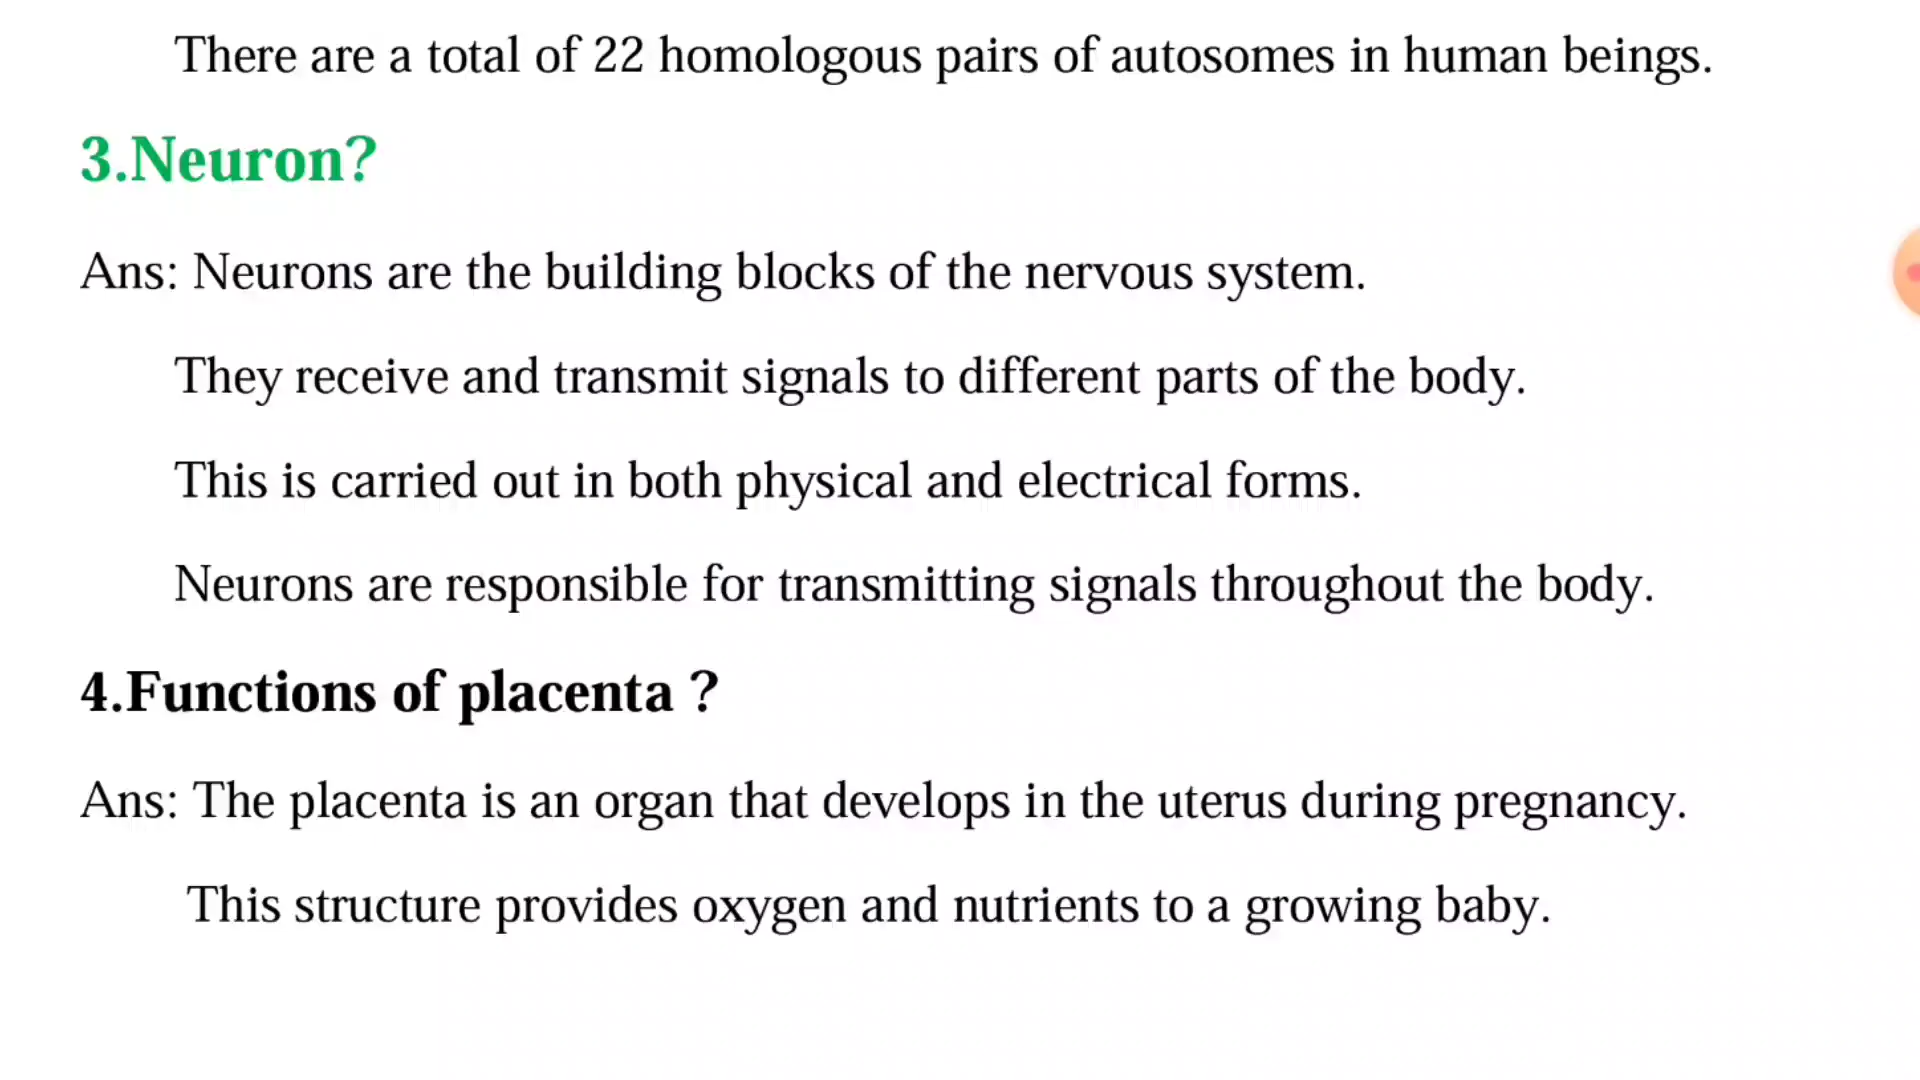 There are a total of 22 homologous pairs of autosomes in human beings.
3.Neuron?
Ans: Neurons are the building blocks of the nervous system.
They receive and transmit signals to different parts of the body.
This is carried out in both physical and electrical forms.
Neurons are responsible for transmitting signals throughout the body.
4.Functions of placenta ?
Ans: The placenta is an organ that develops in the uterus during pregnancy.
This structure provides oxygen and nutrients to a growing baby.